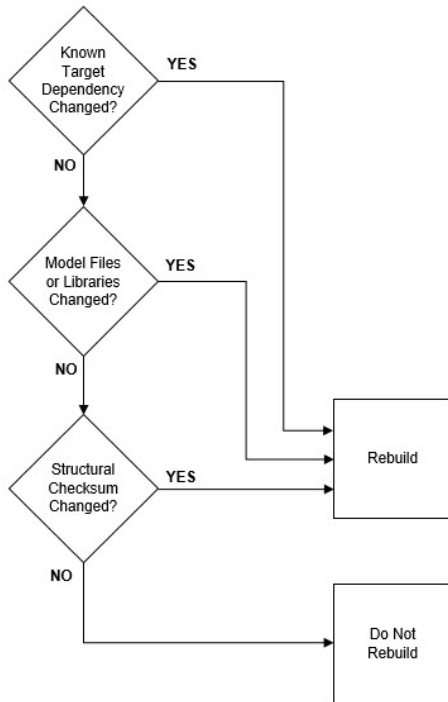 Known
Target
Dependency
Changed?
YES
NO
Model Files
or Libraries
Changed?
YES
NO
Structural
Checksum
Changed?
YES
Rebuild
NO
Do Not
Rebuild